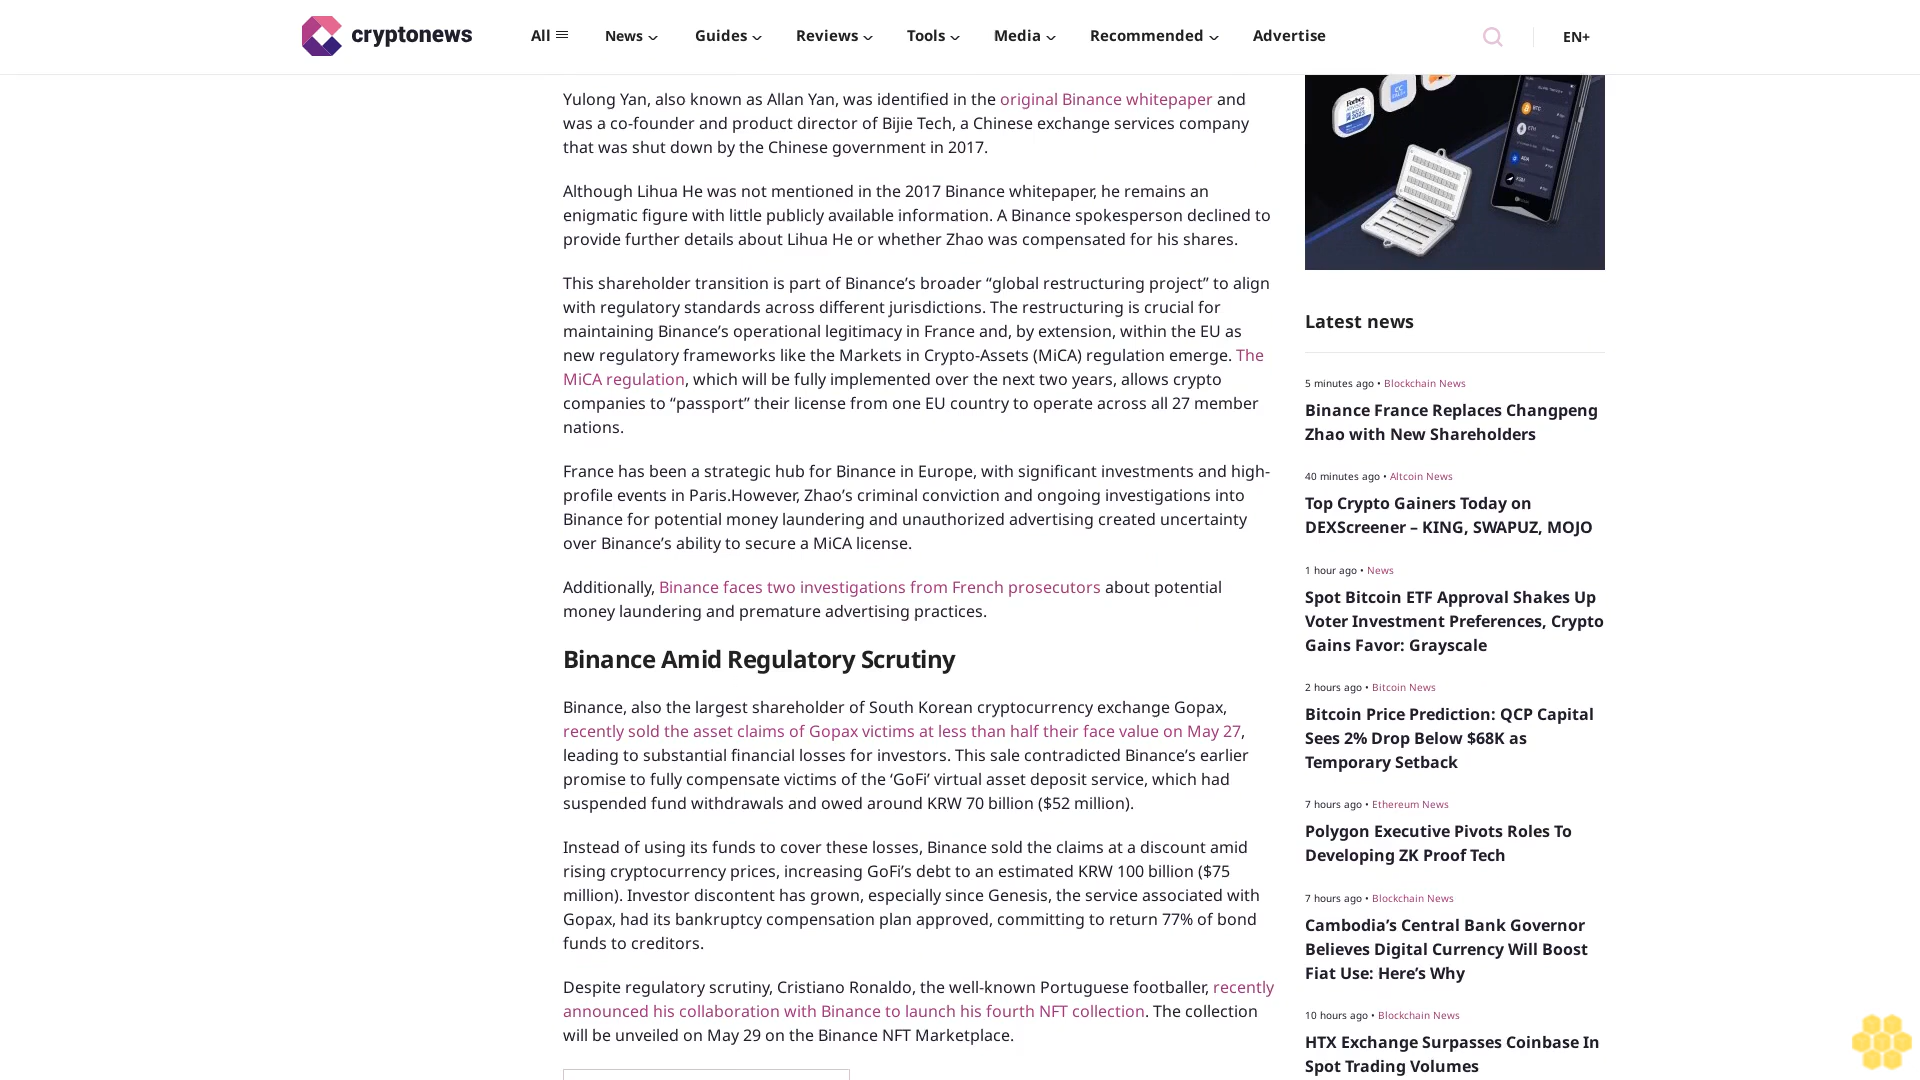 cryptonews
All
News
Guides
Reviews
Tools
Media
Recommended
Advertise
EN+
Yulong Yan, also known as Allan Yan, was identified in the original Binance whitepaper and
was a co-founder and product director of Bijie Tech, a Chinese exchange services company
that was shut down by the Chinese government in 2017.
Although Lihua He was not mentioned in the 2017 Binance whitepaper, he remains an
enigmatic figure with little publicly available information. A Binance spokesperson declined to
provide further details about Lihua He or whether Zhao was compensated for his shares.
This shareholder transition is part of Binance’s broader “global restructuring project” to align
with regulatory standards across different jurisdictions. The restructuring is crucial for
maintaining Binance’s operational legitimacy in France and, by extension, within the EU as
new regulatory frameworks like the Markets in Crypto-Assets (MiCA) regulation emerge. The
MiCA regulation, which will be fully implemented over the next two years, allows crypto
companies to “passport” their license from one EU country to operate across all 27 member
nations.
France has been a strategic hub for Binance in Europe, with significant investments and high-
profile events in Paris.However, Zhao’s criminal conviction and ongoing investigations into
Binance for potential money laundering and unauthorized advertising created uncertainty
over Binance’s ability to secure a MiCA license.
Additionally, Binance faces two investigations from French prosecutors about potential
money laundering and premature advertising practices.
Binance Amid Regulatory Scrutiny
Binance, also the largest shareholder of South Korean cryptocurrency exchange Gopax,
recently sold the asset claims of Gopax victims at less than half their face value on May 27,
leading to substantial financial losses for investors. This sale contradicted Binance’s earlier
promise to fully compensate victims of the ‘GoFi’ virtual asset deposit service, which had
suspended fund withdrawals and owed around KRW 70 billion ($52 million).
Instead of using its funds to cover these losses, Binance sold the claims at a discount amid
rising cryptocurrency prices, increasing GoFi’s debt to an estimated KRW 100 billion ($75
million). Investor discontent has grown, especially since Genesis, the service associated with
Gopax, had its bankruptcy compensation plan approved, committing to return 77% of bond
funds to creditors.
Despite regulatory scrutiny, Cristiano Ronaldo, the well-known Portuguese footballer, recently
announced his collaboration with Binance to launch his fourth NFT collection. The collection
will be unveiled on May 29 on the Binance NFT Marketplace.
Forbes
BTC
ETH
ADA
Latest news
5 minutes ago • Blockchain News
Binance France Replaces Changpeng
Zhao with New Shareholders
40 minutes ago • Altcoin News
Top Crypto Gainers Today on
DEXScreener – KING, SWAPUZ, MOJO
1 hour ago • News
Spot Bitcoin ETF Approval Shakes Up
Voter Investment Preferences, Crypto
Gains Favor: Grayscale
2 hours ago • Bitcoin News
Bitcoin Price Prediction: QCP Capital
Sees 2% Drop Below $68K as
Temporary Setback
7 hours ago • Ethereum News
Polygon Executive Pivots Roles To
Developing ZK Proof Tech
7 hours ago • Blockchain News
Cambodia’s Central Bank Governor
Believes Digital Currency Will Boost
Fiat Use: Here’s Why
10 hours ago • Blockchain News
HTX Exchange Surpasses Coinbase In
Spot Trading Volumes